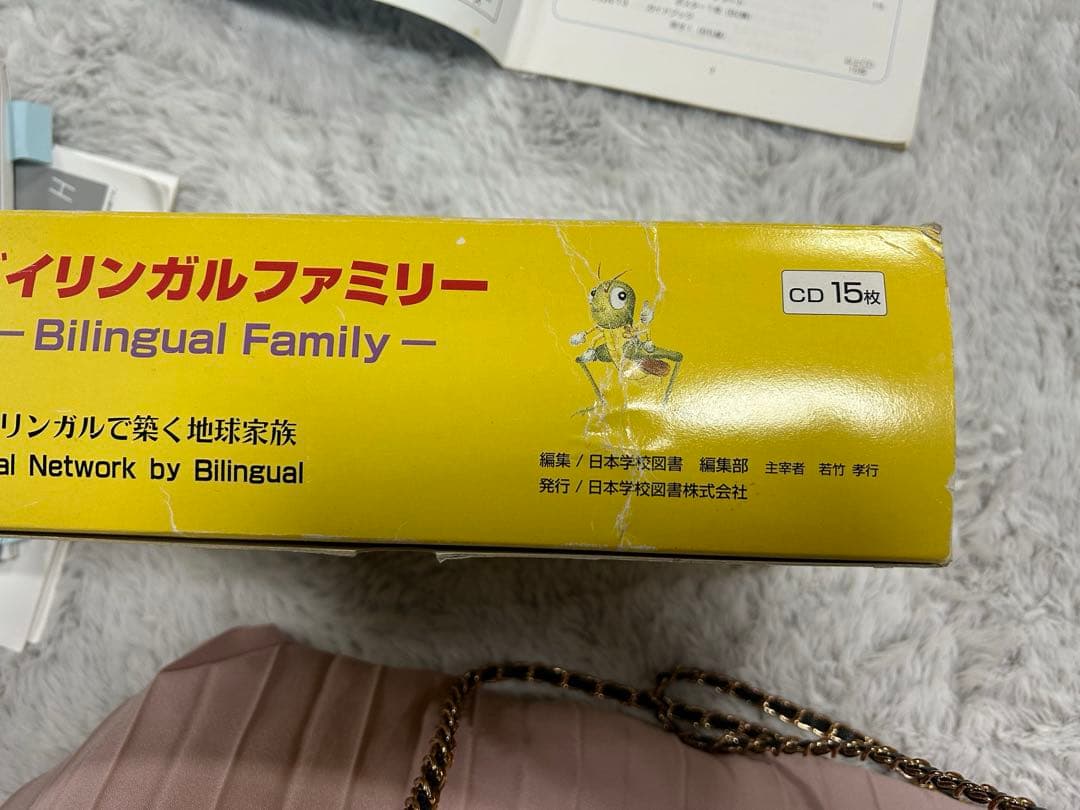 イリンガルファミリー
— Bilingual Family —
CD 15枚
リンガルで築く地球家族
al Network by Bilingual
編集 / 日本学校図書 編集部 主宰者 若竹 孝行
発行 / 日本学校図書株式会社
H